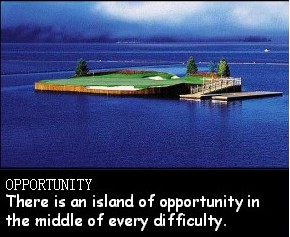 OPPORTUNITY
There is an island of opportunity in
the middle of every difficulty.